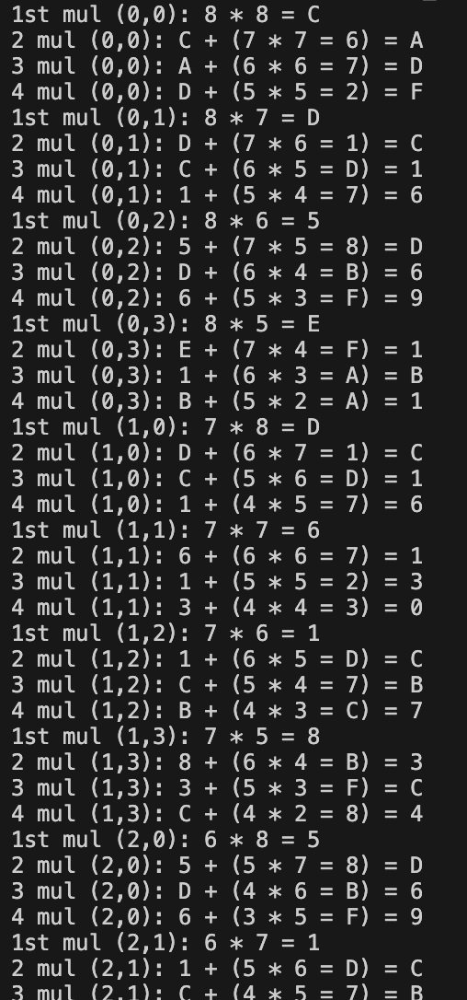 1st mul (0,0): 8 * 8 = C
2 mul (0,0): C + (7 * 7 = 6) = A
3 mul (0,0): A + (6 * 6 = 7) = D
4 mul (0,0): D + (5 * 5 = 2) = F
1st mul (0,1): 8 * 7 = D
2 mul (0,1): D + (7 * 6 = 1) = C
3 mul (0,1): C + (6 * 5 = D) = 1
4 mul (0,1): 1 + (5 * 4 = 7) = 6
1st mul (0,2): 8 * 6 = 5
2 mul (0,2): 5 + (7 * 5 = 8) = D
3 mul (0,2): D + (6 * 4 = B) = 6
4 mul (0,2): 6 + (5 * 3 = F) = 9
1st mul (0,3): 8 * 5 = E
2 mul (0,3): E + (7 * 4 = F) = 1
3 mul (0,3): 1 + (6 * 3 = A) = B
4 mul (0,3): B + (5 * 2 = A) = 1
1st mul (1,0): 7 * 8 = D
2 mul (1,0): D + (6 * 7 = 1) = C
3 mul (1,0): C + (5 * 6 = D) = 1
4 mul (1,0): 1 + (4 * 5 = 7) = 6
1st mul (1,1): 7 * 7 = 6
2 mul (1,1): 6 + (6 * 6 = 7) = 1
3 mul (1,1): 1 + (5 * 5 = 2) = 3
4 mul (1,1): 3 + (4 * 4 = 3) = 0
1st mul (1,2): 7 * 6 = 1
2 mul (1,2): 1 + (6 * 5 = D) = C
3 mul (1,2): C + (5 * 4 = 7) = B
4 mul (1,2): B + (4 * 3 = C) = 7
1st mul (1,3): 7 * 5 = 8
2 mul (1,3): 8 + (6 * 4 = B) = 3
3 mul (1,3): 3 + (5 * 3 = F) = C
4 mul (1,3): C + (4 * 2 = 8) = 4
1st mul (2,0): 6 * 8 = 5
2 mul (2,0): 5 + (5 * 7 = 8) = D
3 mul (2,0): D + (4 * 6 = B) = 6
4 mul (2,0): 6 + (3 * 5 = F) = 9
1st mul (2,1): 6 * 7 = 1
2 mul (2,1): 1 + (5 * 6 = D) = C
3 mul (2,1): C + (4 * 5 = 7) = B